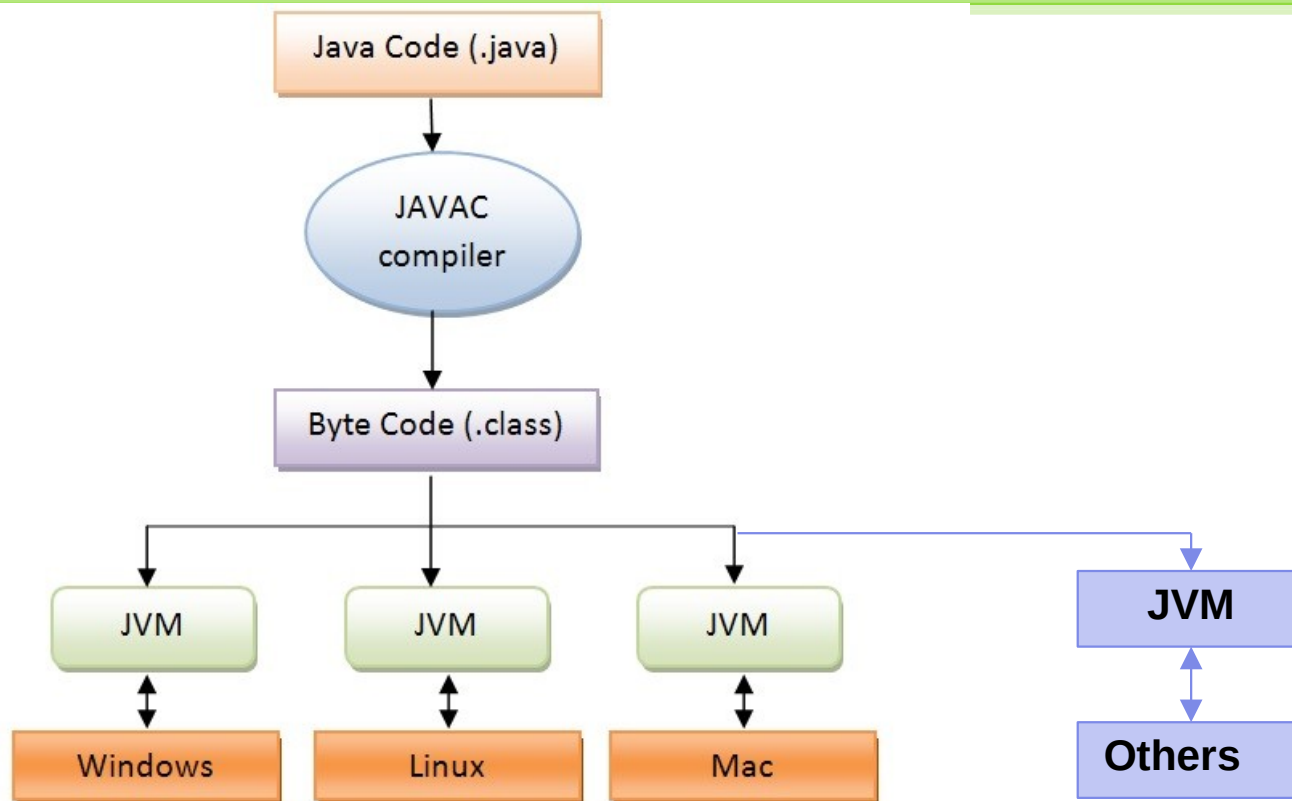 Java Code (.java)
JAVAC
compiler
Byte Code (.class)
JVM
JVM
JVM
JVM
Windows
Linux
Mac
Others